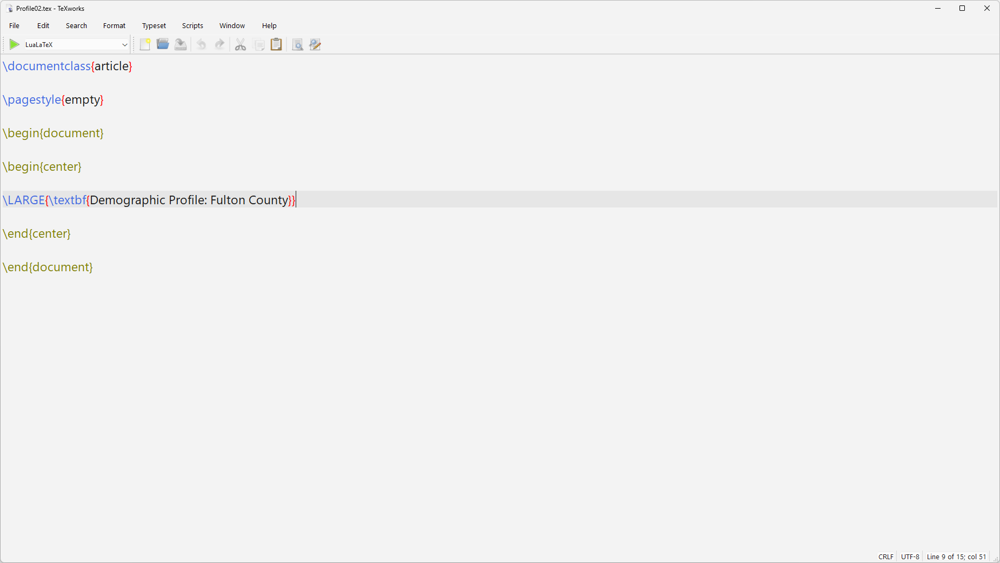 Profile02.tex - TeXworks
File Edit Search Format Typeset Scripts Window Help
LuaLaTeX
\documentclass{article}
\pagestyle{empty}
\begin{document}
\begin{center}
\LARGE{\textbf{Demographic Profile: Fulton County}}
\end{center}
\end{document}
CRLF UTF-8 Line 9 of 15; col 51